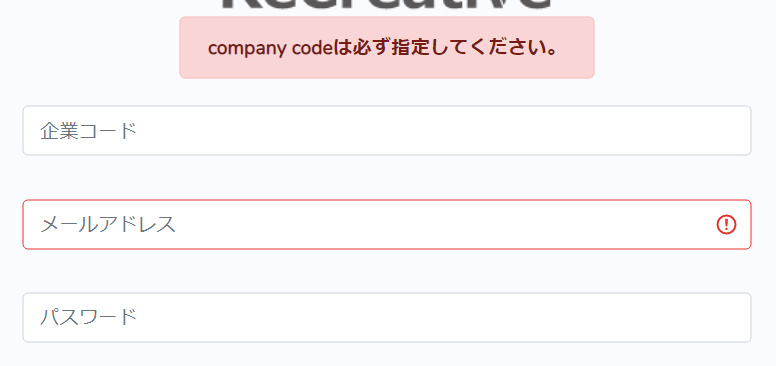 ReCreative
company codeは必ず指定してください。
企業コード
メールアドレス
パスワード